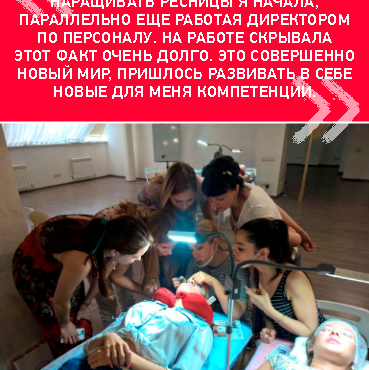 НАРАЩИВАТЬ РЕСНИЦЫ Я НАЧАЛА,
ПАРАЛЛЕЛЬНО ЕЩЕ РАБОТАЯ ДИРЕКТОРОМ
ПО ПЕРСОНАЛУ. НА РАБОТЕ СКРЫВАЛА
ЭТОТ ФАКТ ОЧЕНЬ ДОЛГО. ЭТО СОВЕРШЕННО
НОВЫЙ МИР, ПРИШЛОСЬ РАЗВИВАТЬ В СЕБЕ
НОВЫЕ ДЛЯ МЕНЯ КОМПЕТЕНЦИИ.